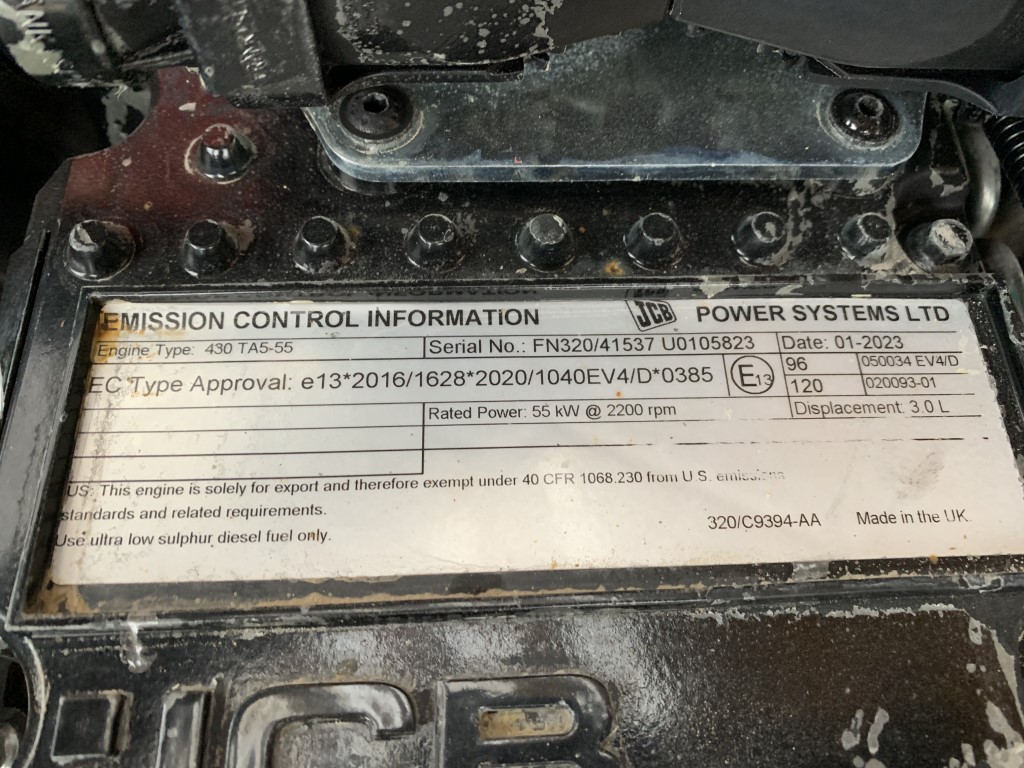 EMISSION CONTROL INFORMATION JCB POWER SYSTEMS LTD
Engine Type: 430 TA5-55 Serial No.: FN320/41537 U0105823 Date: 01-2023
EC Type Approval: e13*2016/1628*2020/1040EV4/D*0385 E13 96 050034 EV4/D
120 020093-01
Rated Power: 55 kW @ 2200 rpm Displacement: 3.0 L
US: This engine is solely for export and therefore exempt under 40 CFR 1068.230 from U.S. emissions
standards and related requirements.
320/C9394-AA Made in the UK.
Use ultra low sulphur diesel fuel only.
JCB